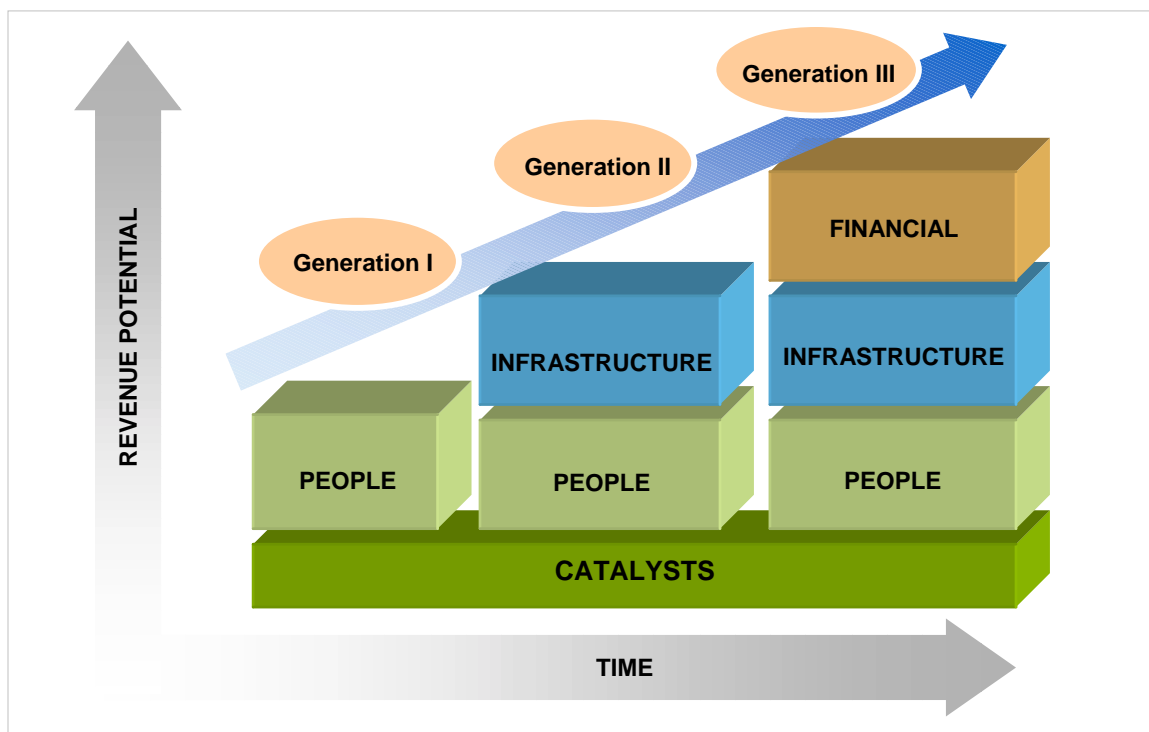 Generation III
Generation II
Generation I
REVENUE POTENTIAL
FINANCIAL
INFRASTRUCTURE
INFRASTRUCTURE
PEOPLE
PEOPLE
PEOPLE
CATALYSTS
TIME